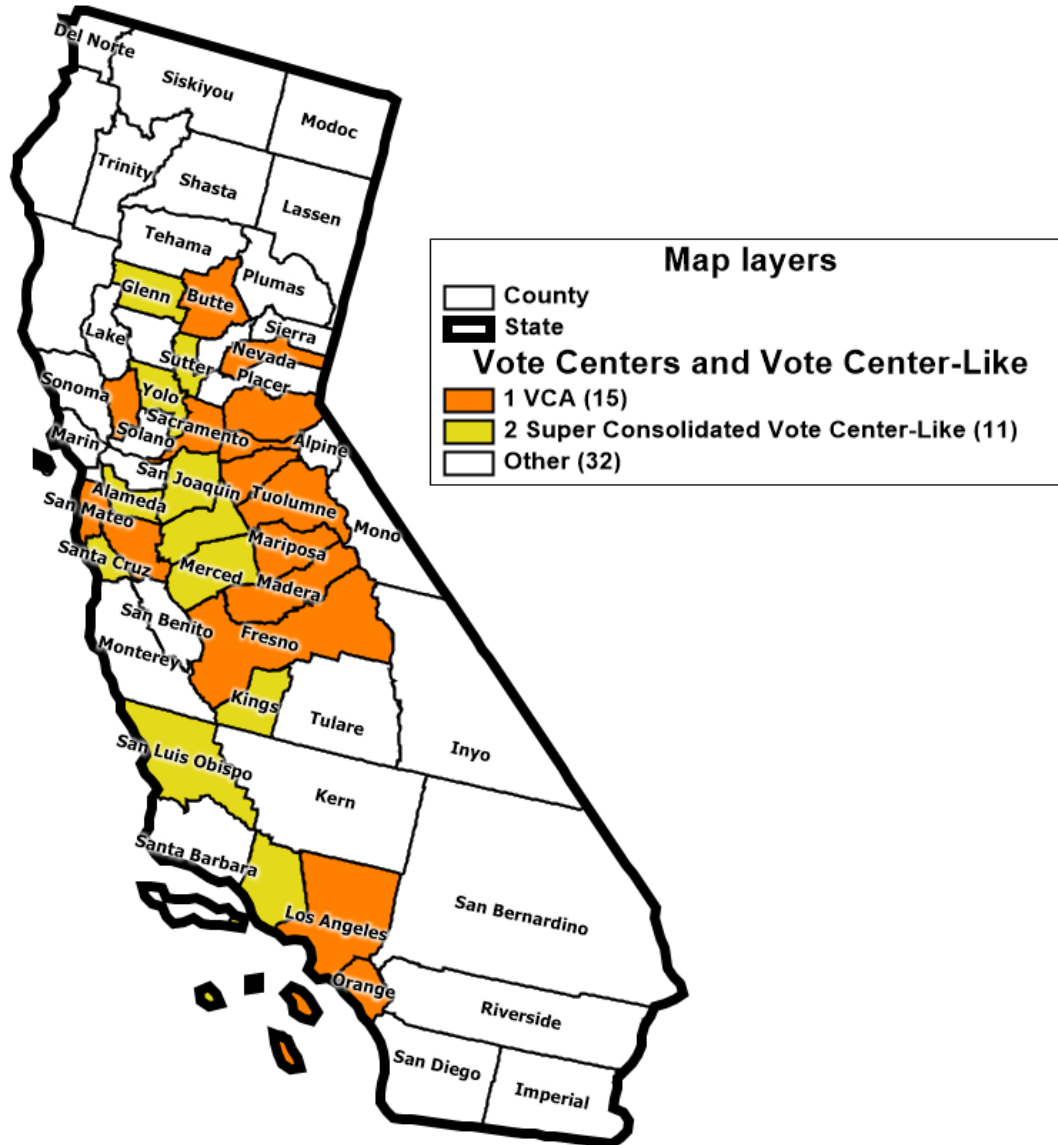 Del Norte
Siskiyou
Modoc
Trinity
Shasta
Lassen
Tehama
Plumas
Glenn
Butte
Lake
Sierra
Sutter
Nevada
Placer
Sonoma
Yolo
Sacramento
Solano
Alpine
Marin
San Joaquin
Alameda
Tuolumne
San Mateo
Mono
Mariposa
Santa Cruz
Merced
Madera
San Benito
Fresno
Monterey
Kings
Tulare
Inyo
San Luis Obispo
Kern
Santa Barbara
Los Angeles
San Bernardino
Orange
Riverside
San Diego
Imperial
Map layers
County
State
Vote Centers and Vote Center-Like
1 VCA (15)
2 Super Consolidated Vote Center-Like (11)
Other (32)